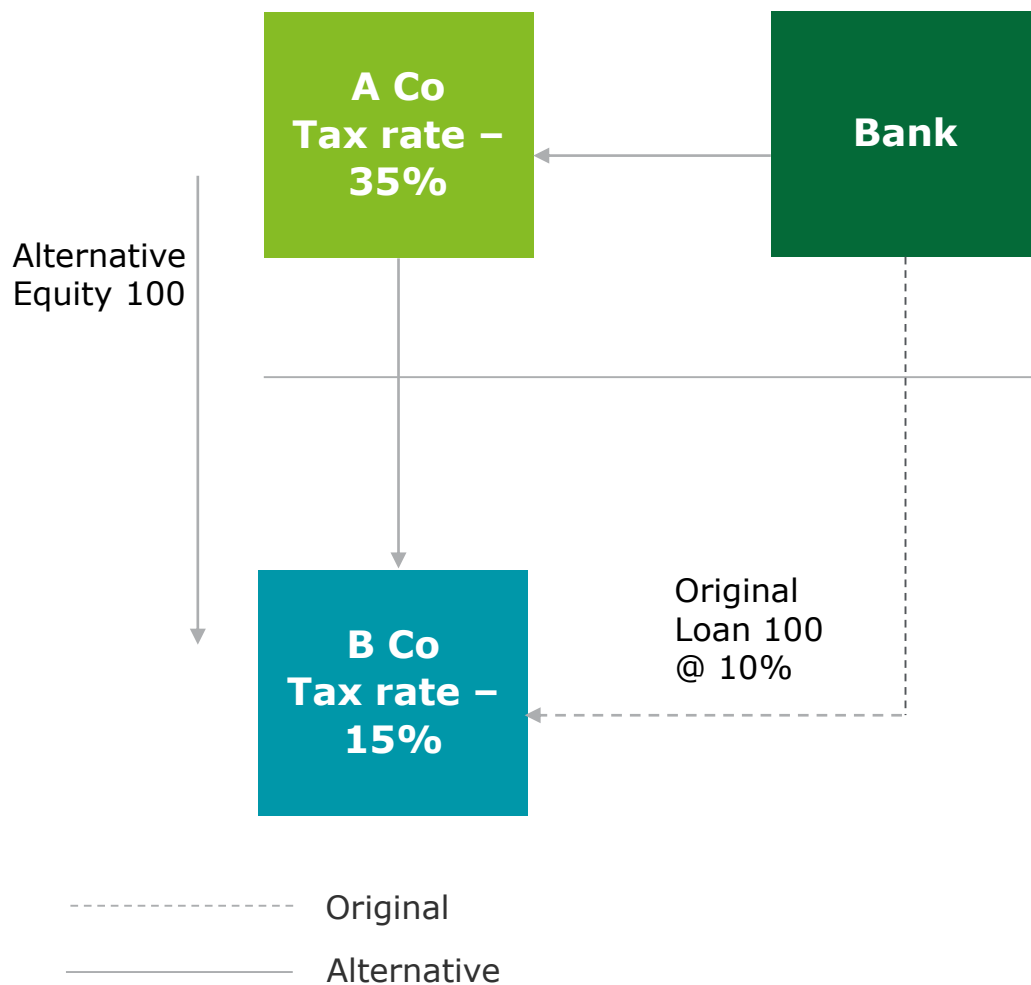 A Co
Tax rate –
35%
Bank
Alternative
Equity 100
Original
Loan 100
@ 10%
B Co
Tax rate –
15%
Original
Alternative